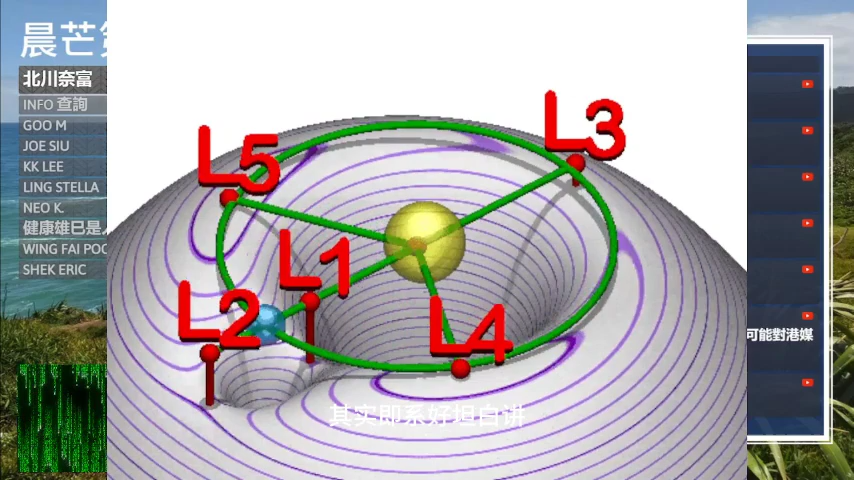 晨芒
北川奈富
INFO 查詢
GOO M
JOE SIU
KK LEE
LING STELLA
NEO K.
健康雄已是
WING FAI POO
SHEK ERIC
L5
L3
L1
L2
L4
可能對港媒
其实即系好坦白讲